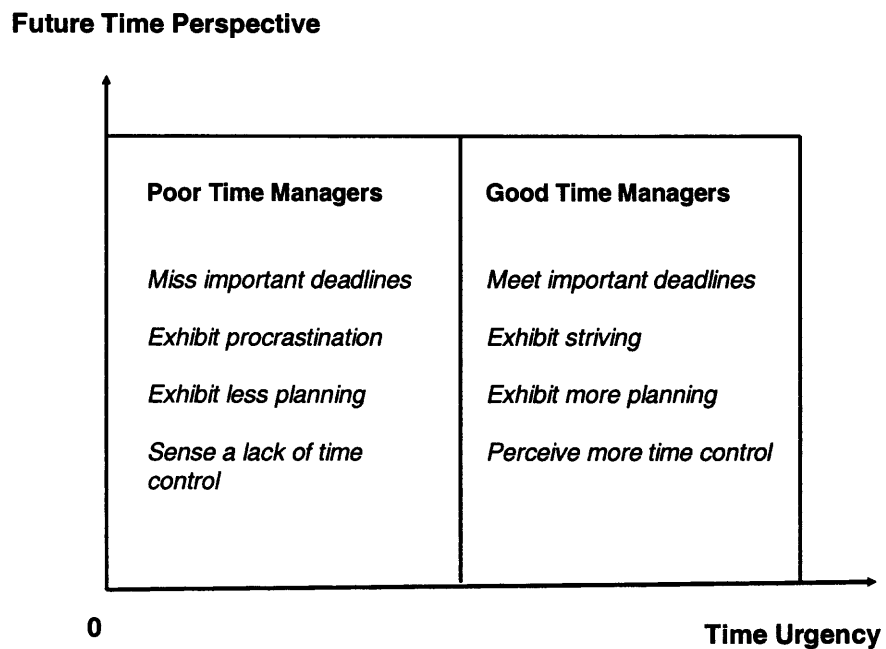 Future Time Perspective
Poor Time Managers
Miss important deadlines
Exhibit procrastination
Exhibit less planning
Sense a lack of time
control
Good Time Managers
Meet important deadlines
Exhibit striving
Exhibit more planning
Perceive more time control
0
Time Urgency